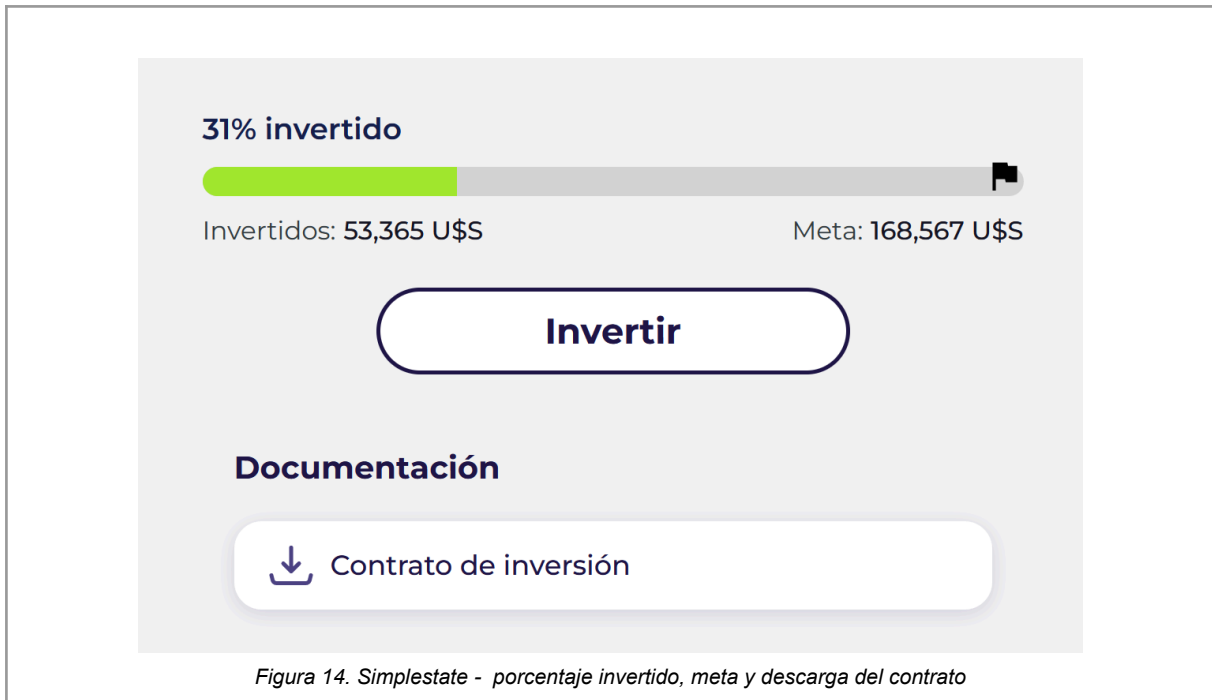 31% invertido
Invertidos: 53,365 U$S Meta: 168,567 U$S
Invertir
Documentación
Contrato de inversión
Figura 14. Simplestate - porcentaje invertido, meta y descarga del contrato